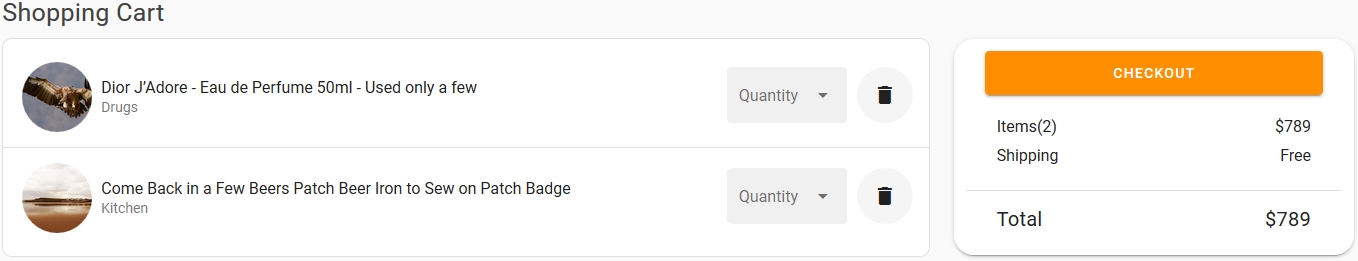 Shopping Cart
Dior J’Adore - Eau de Perfume 50ml - Used only a few
Drugs
Quantity
Come Back in a Few Beers Patch Beer Iron to Sew on Patch Badge
Kitchen
Quantity
CHECKOUT
Items(2) $789
Shipping Free
Total $789